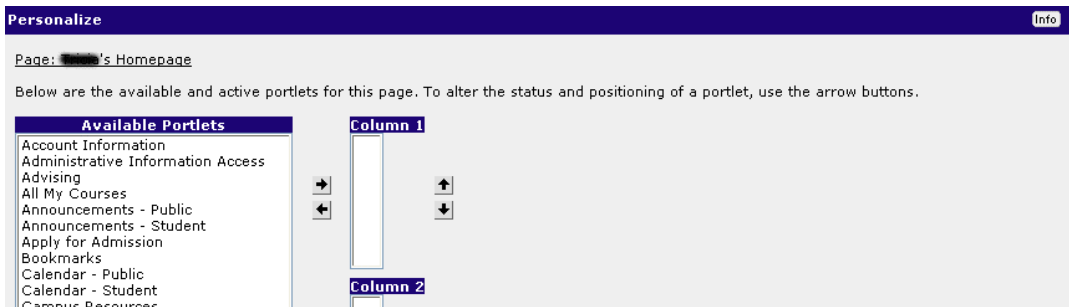 Personalize
Info
Page: 's Homepage
Below are the available and active portlets for this page. To alter the status and positioning of a portlet, use the arrow buttons.
Available Portlets
Account Information
Administrative Information Access
Advising
All My Courses
Announcements - Public
Announcements - Student
Apply for Admission
Bookmarks
Calendar - Public
Calendar - Student
Campus Resources
Column 1
Column 2